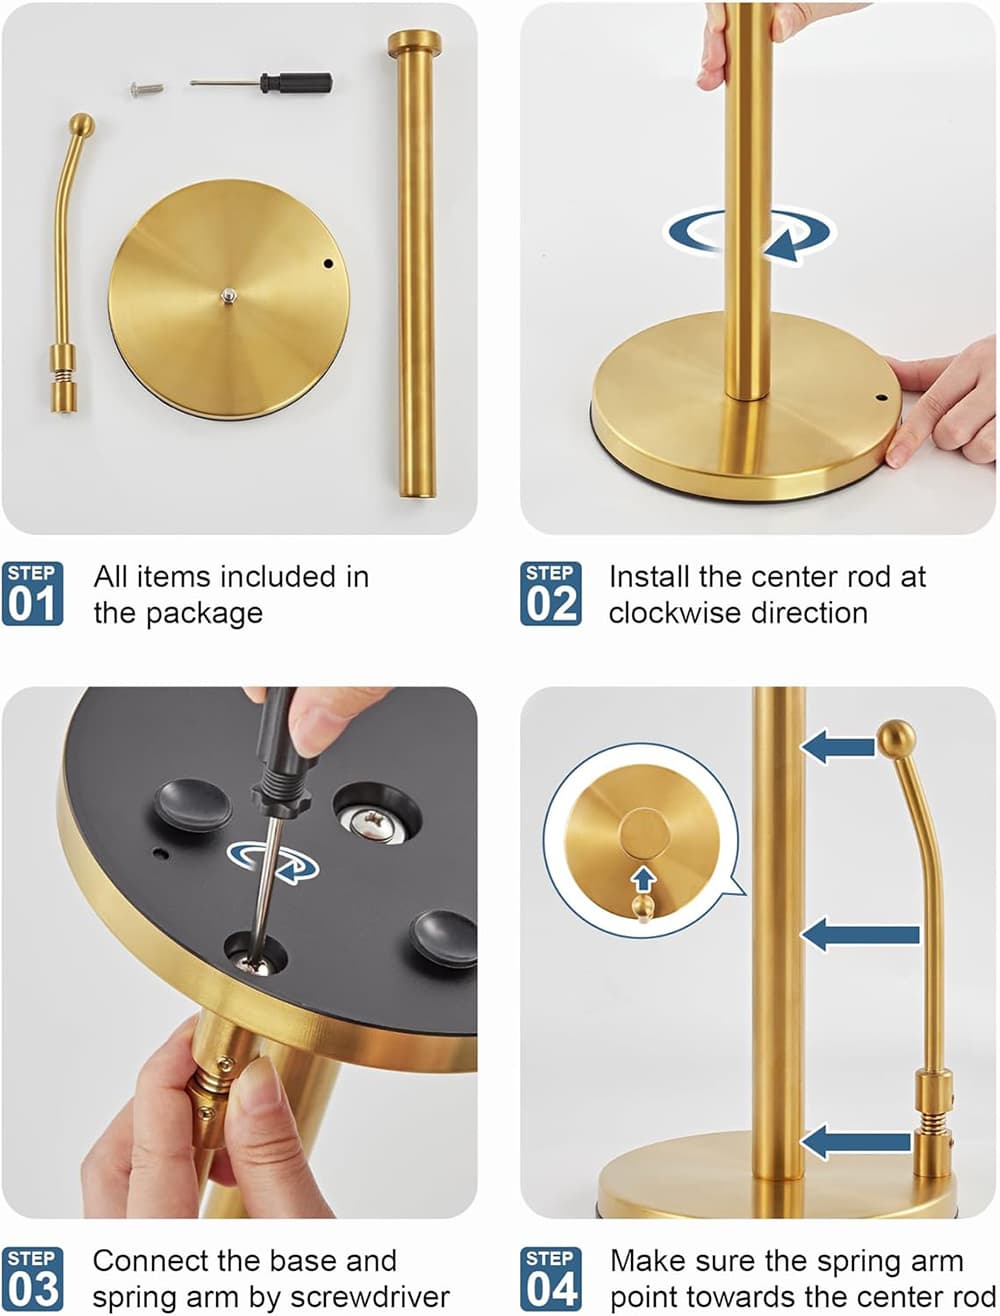 STEP
01
All items included in
the package
STEP
02
Install the center rod at
clockwise direction
STEP
03
Connect the base and
spring arm by screwdriver
STEP
04
Make sure the spring arm
point towards the center rod